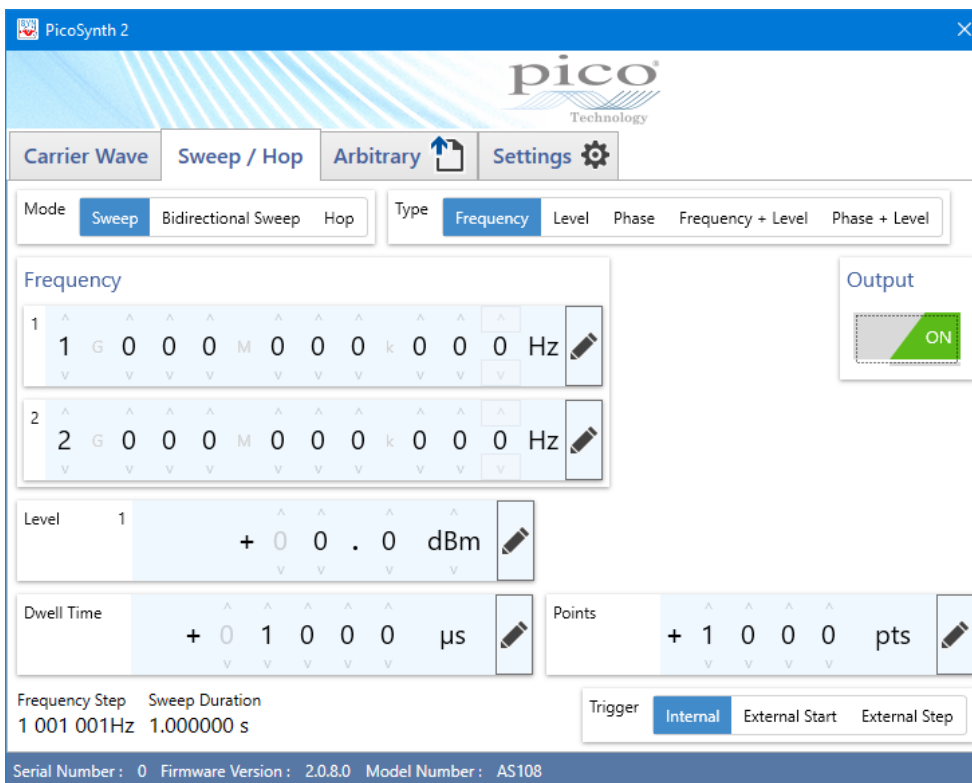 PicoSynth 2
pico
Technology
Carrier Wave Sweep / Hop Arbitrary Settings
Mode Sweep Bidirectional Sweep Hop Type Frequency Level Phase Frequency + Level Phase + Level
Frequency
Output
1 1 G 0 0 0 M 0 0 0 k 0 0 0 Hz
ON
2 2 G 0 0 0 M 0 0 0 k 0 0 0 Hz
Level 1 + 0 0 . 0 dBm
Dwell Time + 0 1 0 0 0 µs
Points + 1 0 0 0 pts
Frequency Step Sweep Duration
1 001 001Hz 1.000000 s
Trigger Internal External Start External Step
Serial Number : 0 Firmware Version : 2.0.8.0 Model Number : AS108